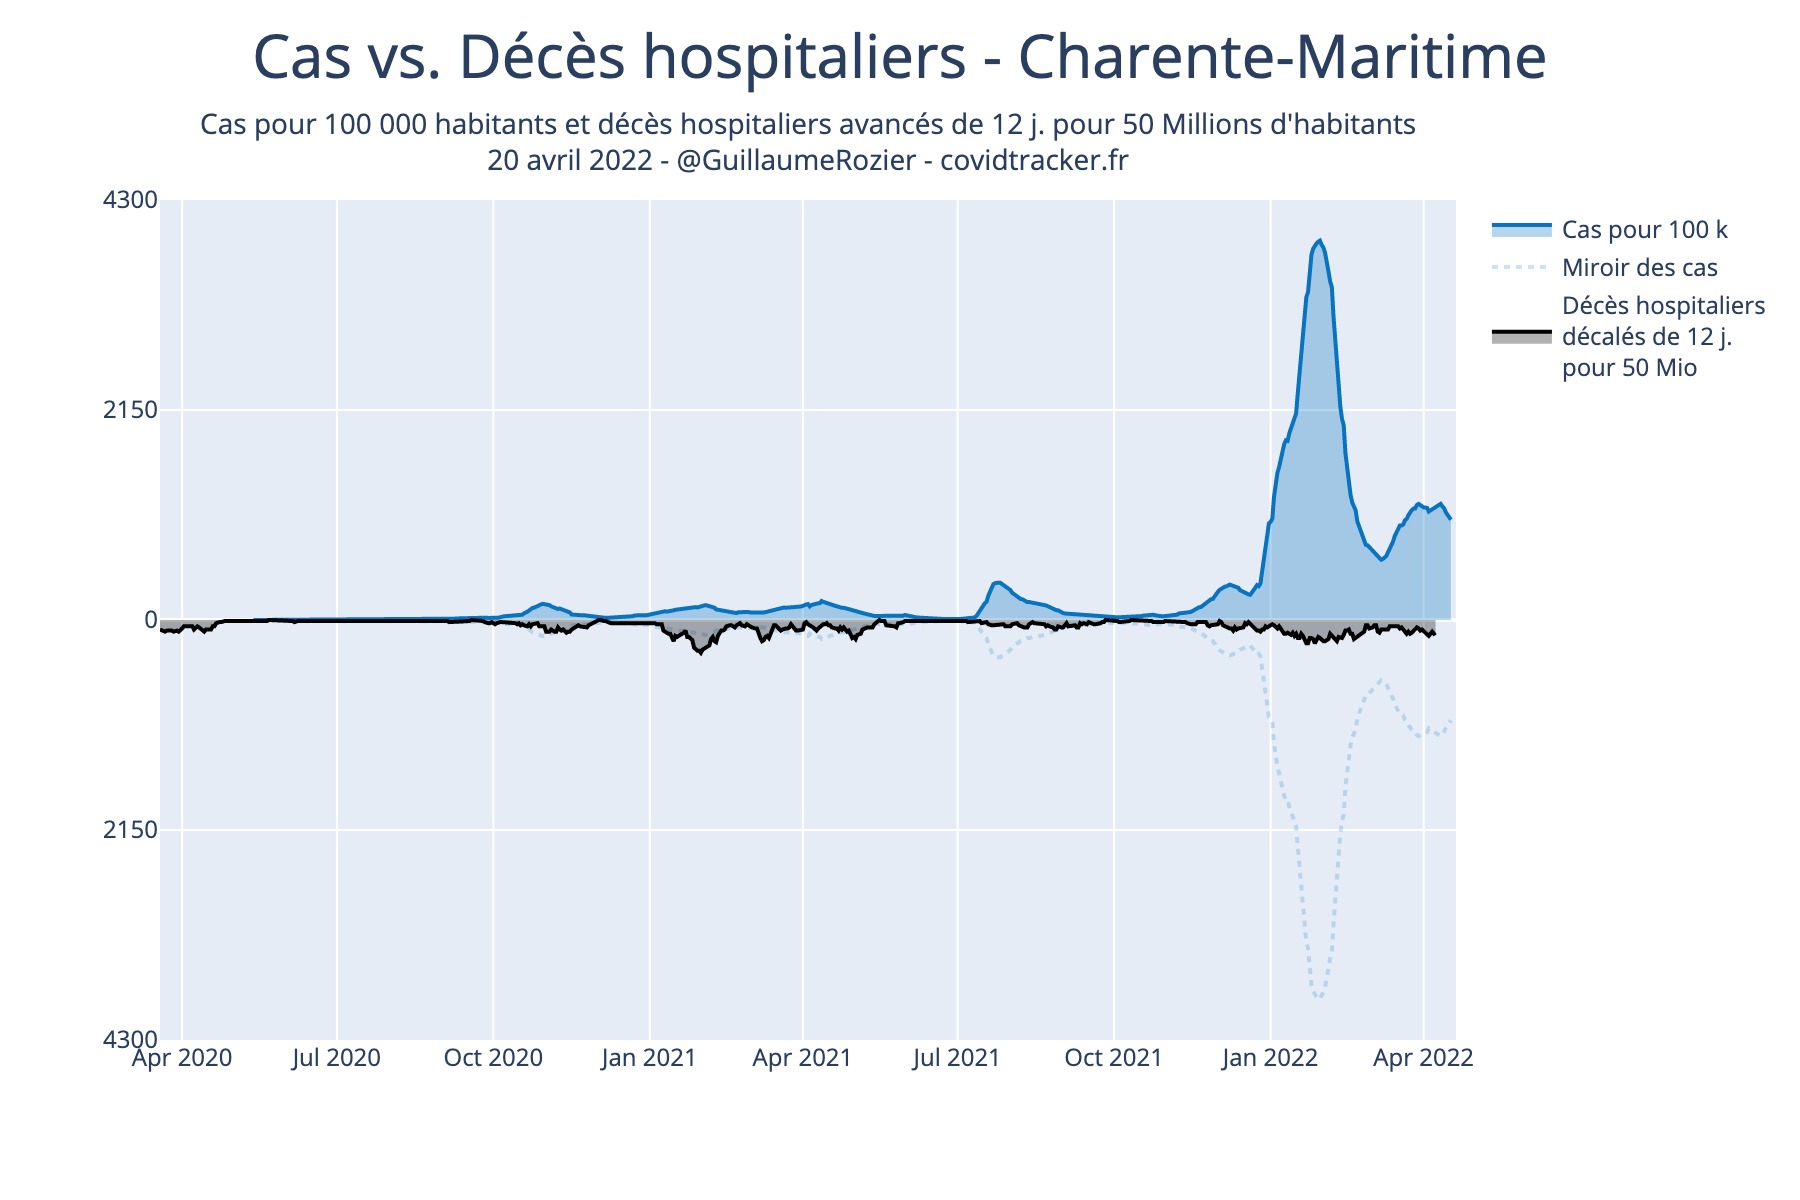 Cas vs. Décès hospitaliers - Charente-Maritime
Cas pour 100 000 habitants et décès hospitaliers avancés de 12 j. pour 50 Millions d'habitants
20 avril 2022 - @GuillaumeRozier - covidtracker.fr
4300
2150
0
2150
4300
Apr 2020 Jul 2020 Oct 2020 Jan 2021 Apr 2021 Jul 2021 Oct 2021 Jan 2022 Apr 2022
Cas pour 100 k
Miroir des cas
Décès hospitaliers
décalés de 12 j.
pour 50 Mio